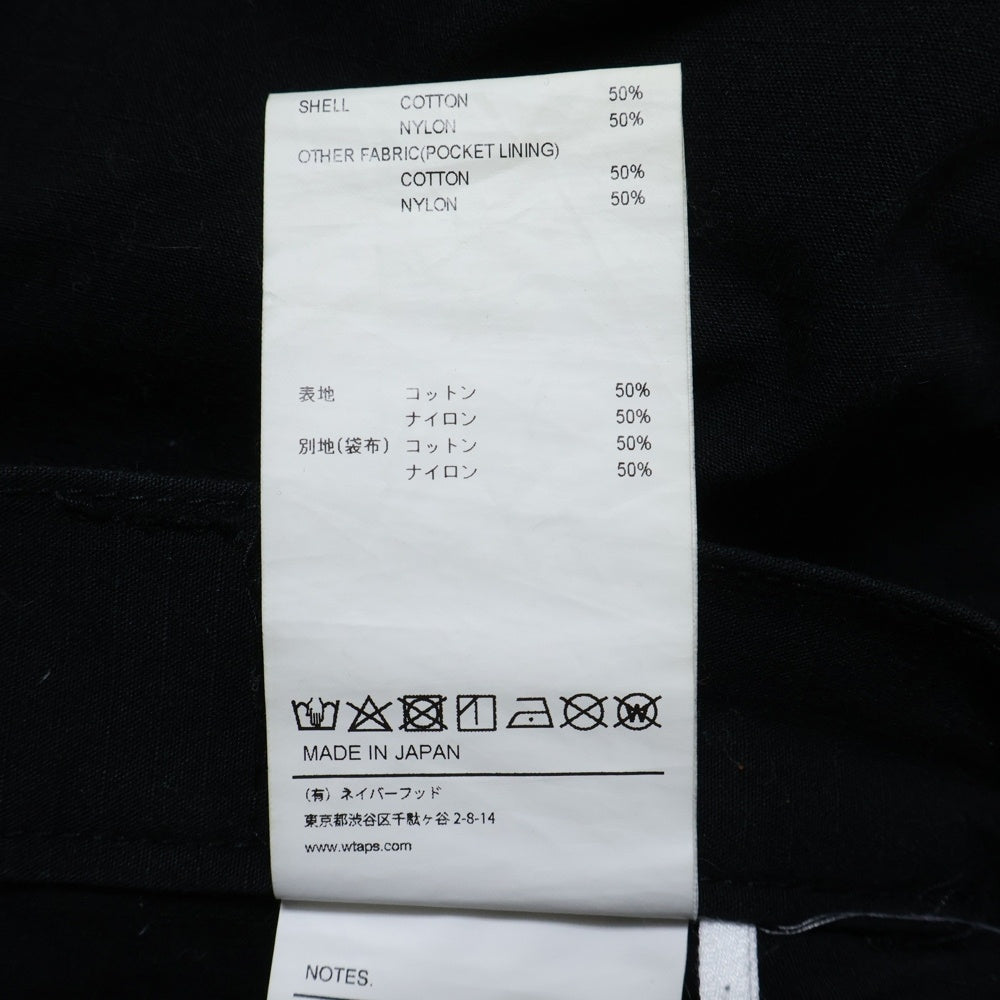 SHELL COTTON 50%
NYLON 50%
OTHER FABRIC(POCKET LINING)
COTTON 50%
NYLON 50%
表地 コットン 50%
ナイロン 50%
別地(袋布) コットン 50%
ナイロン 50%
W
MADE IN JAPAN
(有) ネイバーフッド
東京都渋谷区千駄ヶ谷 2-8-14
www.wtaps.com
NOTES.